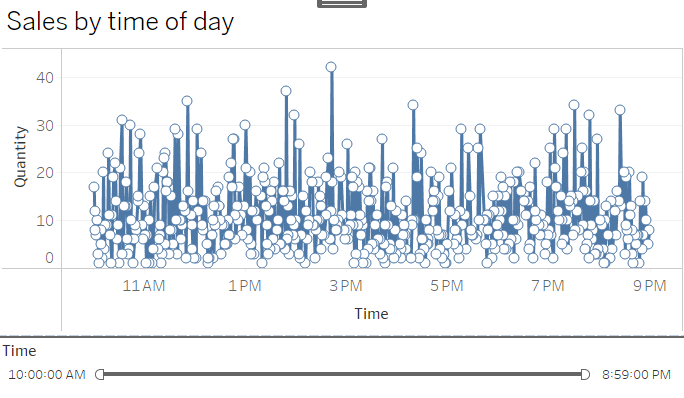 Sales by time of day
Quantity
40
30
20
10
0
11 AM 1 PM 3 PM 5 PM 7 PM 9 PM
Time
Time
10:00:00 AM 8:59:00 PM